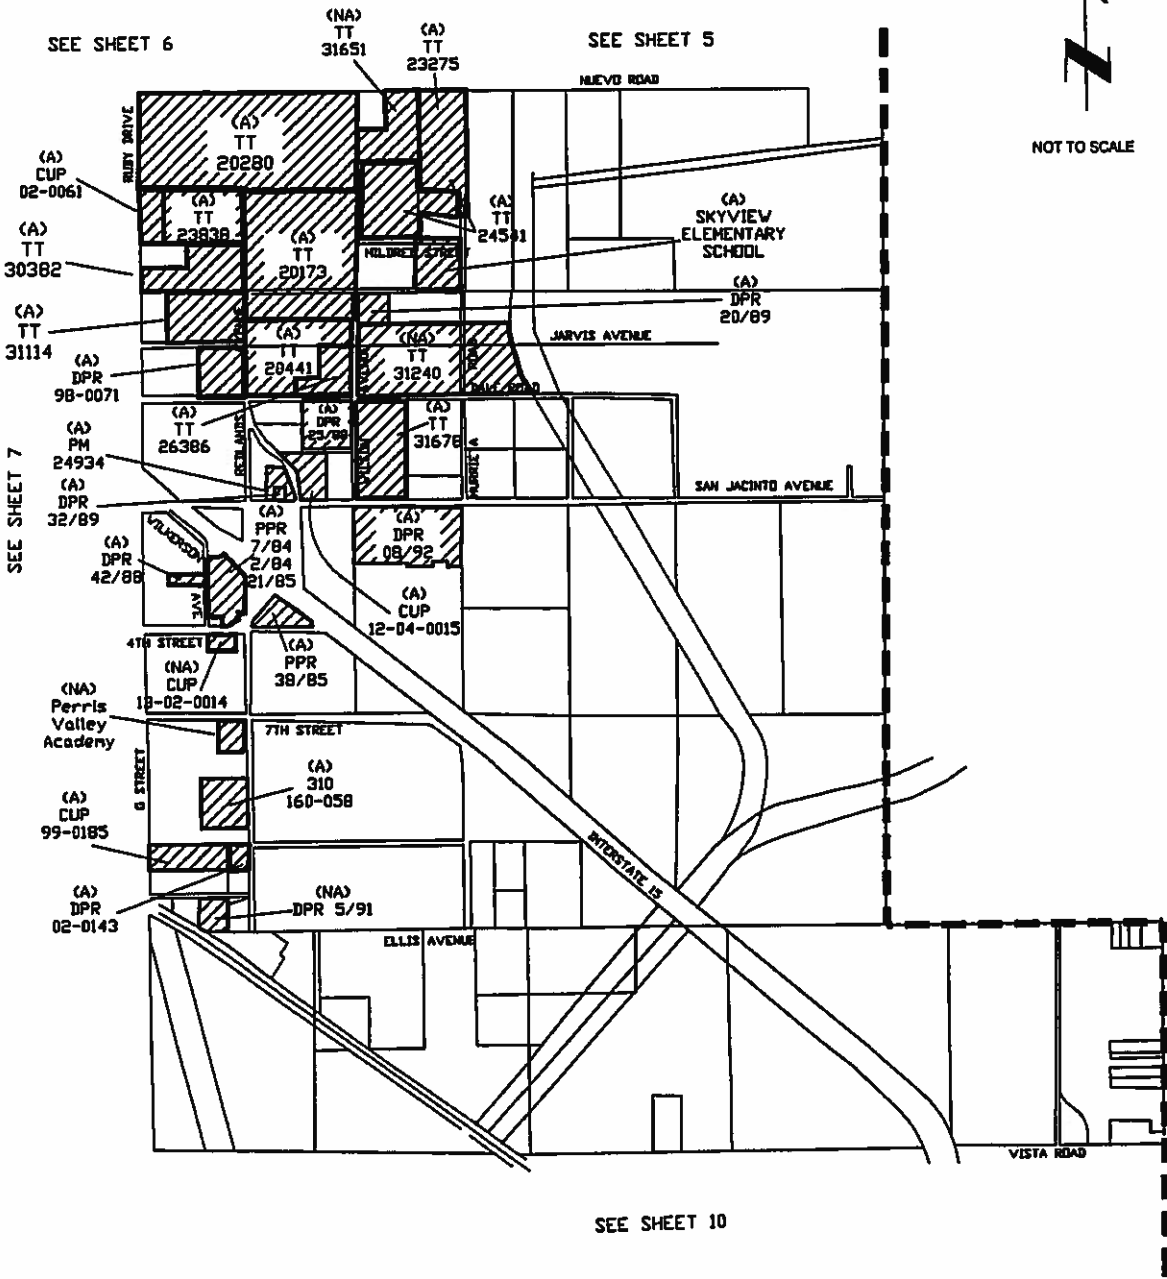 SEE SHEET 6
(NA)
TT
31651
(A)
TT
23275
SEE SHEET 5
NUEVO ROAD
NOT TO SCALE
RUBY DRIVE
(A)
TT
20280
(A)
CUP
02-0061
(A)
TT
23838
(A)
TT
20173
(A)
TT
24541
(A)
SKYVIEW
ELEMENTARY
SCHOOL
MILDRED STREET
(A)
TT
30382
(A)
DPR
20/89
(A)
TT
31114
(A)
TT
20441
(NA)
TT
31240
ROAD
JARVIS AVENUE
DALE ROAD
(A)
DPR
98-0071
(A)
TT
26386
REDLANDS
(A)
DPR
WILSON
(A)
TT
31678
MURRIETA
(A)
PM
24934
SAN JACINTO AVENUE
SEE SHEET 7
(A)
DPR
32/89
WILKERSON
AVE
(A)
PPR
7/84
2/84
21/85
(A)
DPR
08/92
(A)
DPR
42/88
(A)
CUP
12-04-0015
4TH STREET
(A)
PPR
38/85
(NA)
CUP
13-02-0014
(NA)
Perris
Valley
Academy
7TH STREET
G STREET
(A)
310
160-058
(A)
CUP
99-0185
INTERSTATE 15
(A)
DPR
02-0143
(NA)
DPR 5/91
ELLIS AVENUE
VISTA ROAD
SEE SHEET 10